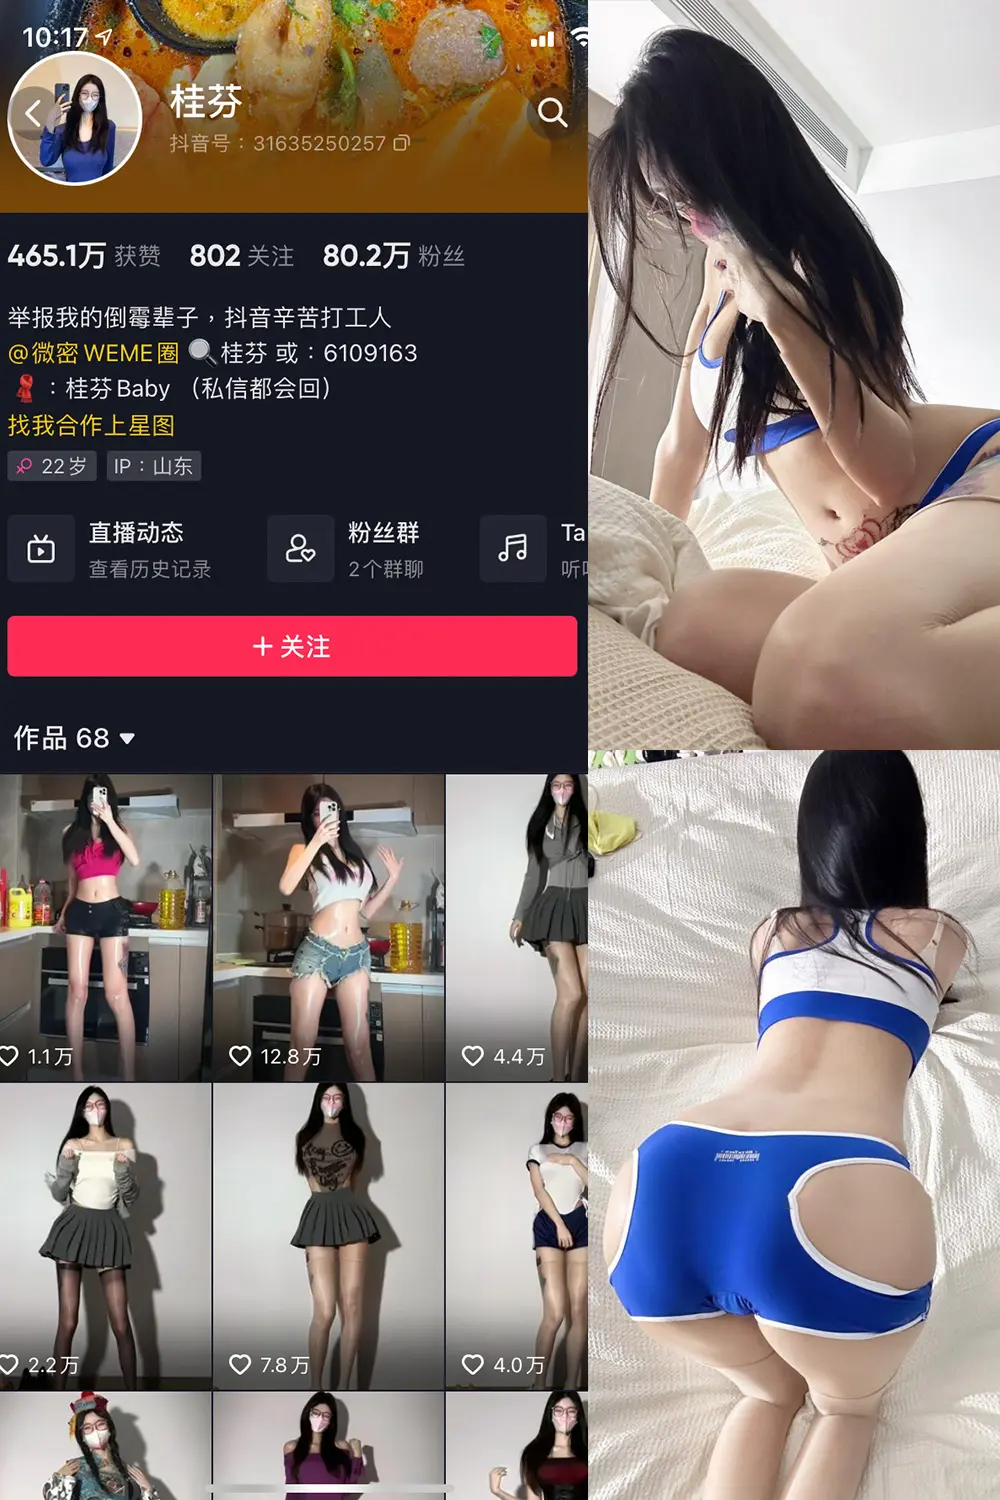 10:17
桂芬
抖音号：31635250257
465.1万 获赞 802 关注 80.2万 粉丝
举报我的倒霉辈子，抖音辛苦打工人
@微密WEME圈 🔍桂芬 或：6109163
：桂芬Baby （私信都会回）
找我合作上星图
22岁 IP：山东
直播动态
查看历史记录
粉丝群
2个群聊
Ta
听
+ 关注
作品 68
1.1万
12.8万
4.4万
2.2万
7.8万
4.0万